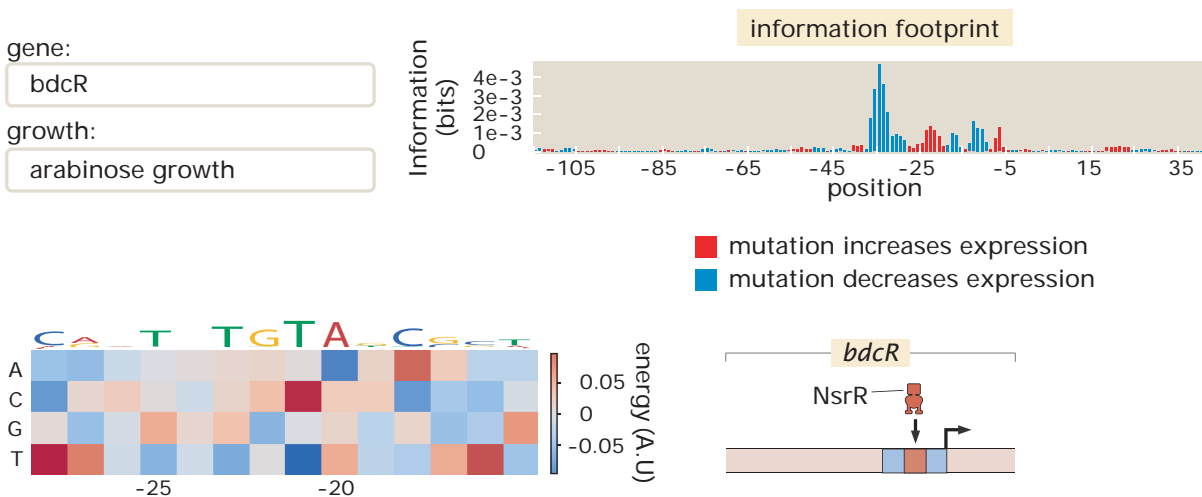 gene:
bdcR
growth:
arabinose growth
information footprint
Information
(bits)
4e-3
3e-3
2e-3
1e-3
0
-105 -85 -65 -45 -25 -5 15 35
position
mutation increases expression
mutation decreases expression
A
C
G
T
-25 -20
0.05
0
-0.05
energy (A.U)
bdcR
NsrR